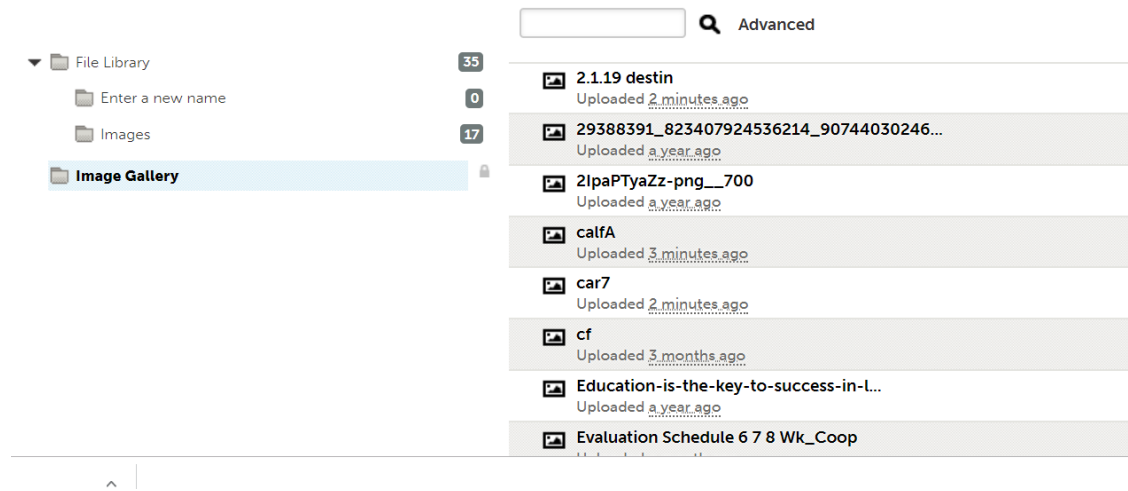 Advanced
File Library 35
Enter a new name 0
Images 17
Image Gallery
2.1.19 destin
Uploaded 2 minutes ago
29388391_823407924536214_90744030246...
Uploaded a year ago
2IpaPTyaZz-png__700
Uploaded a year ago
calfA
Uploaded 3 minutes ago
car7
Uploaded 2 minutes ago
cf
Uploaded 3 months ago
Education-is-the-key-to-success-in-l...
Uploaded a year ago
Evaluation Schedule 6 7 8 Wk_Coop